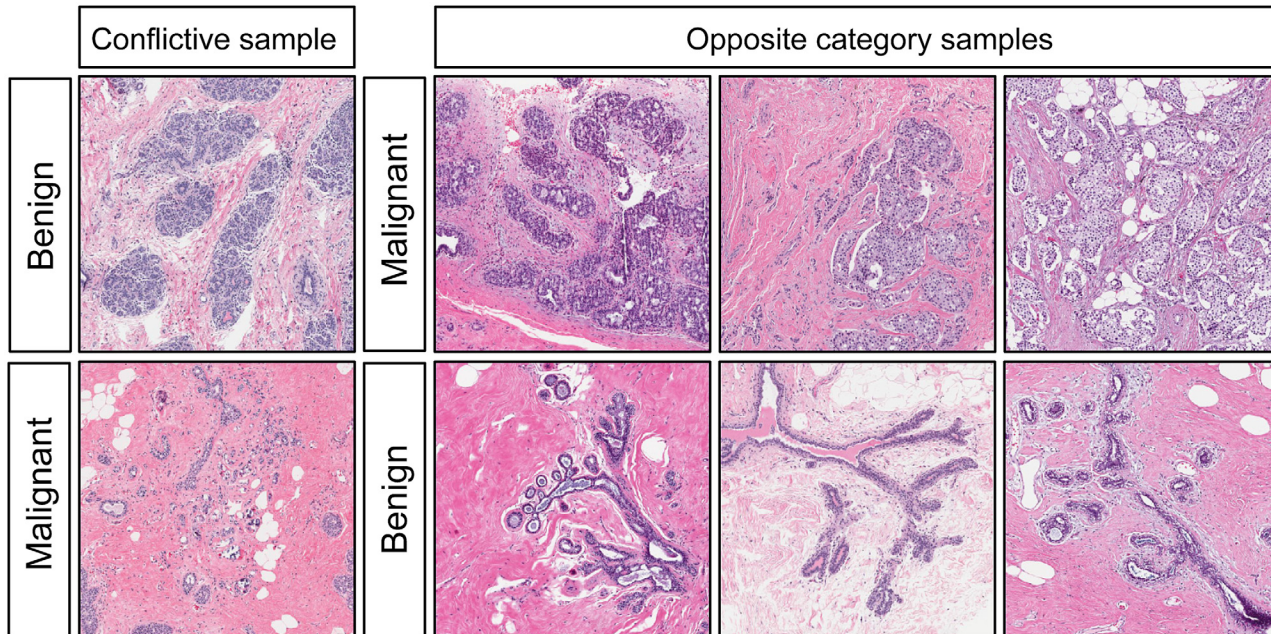 Conflictive sample
Opposite category samples
Benign
Malignant
Malignant
Benign